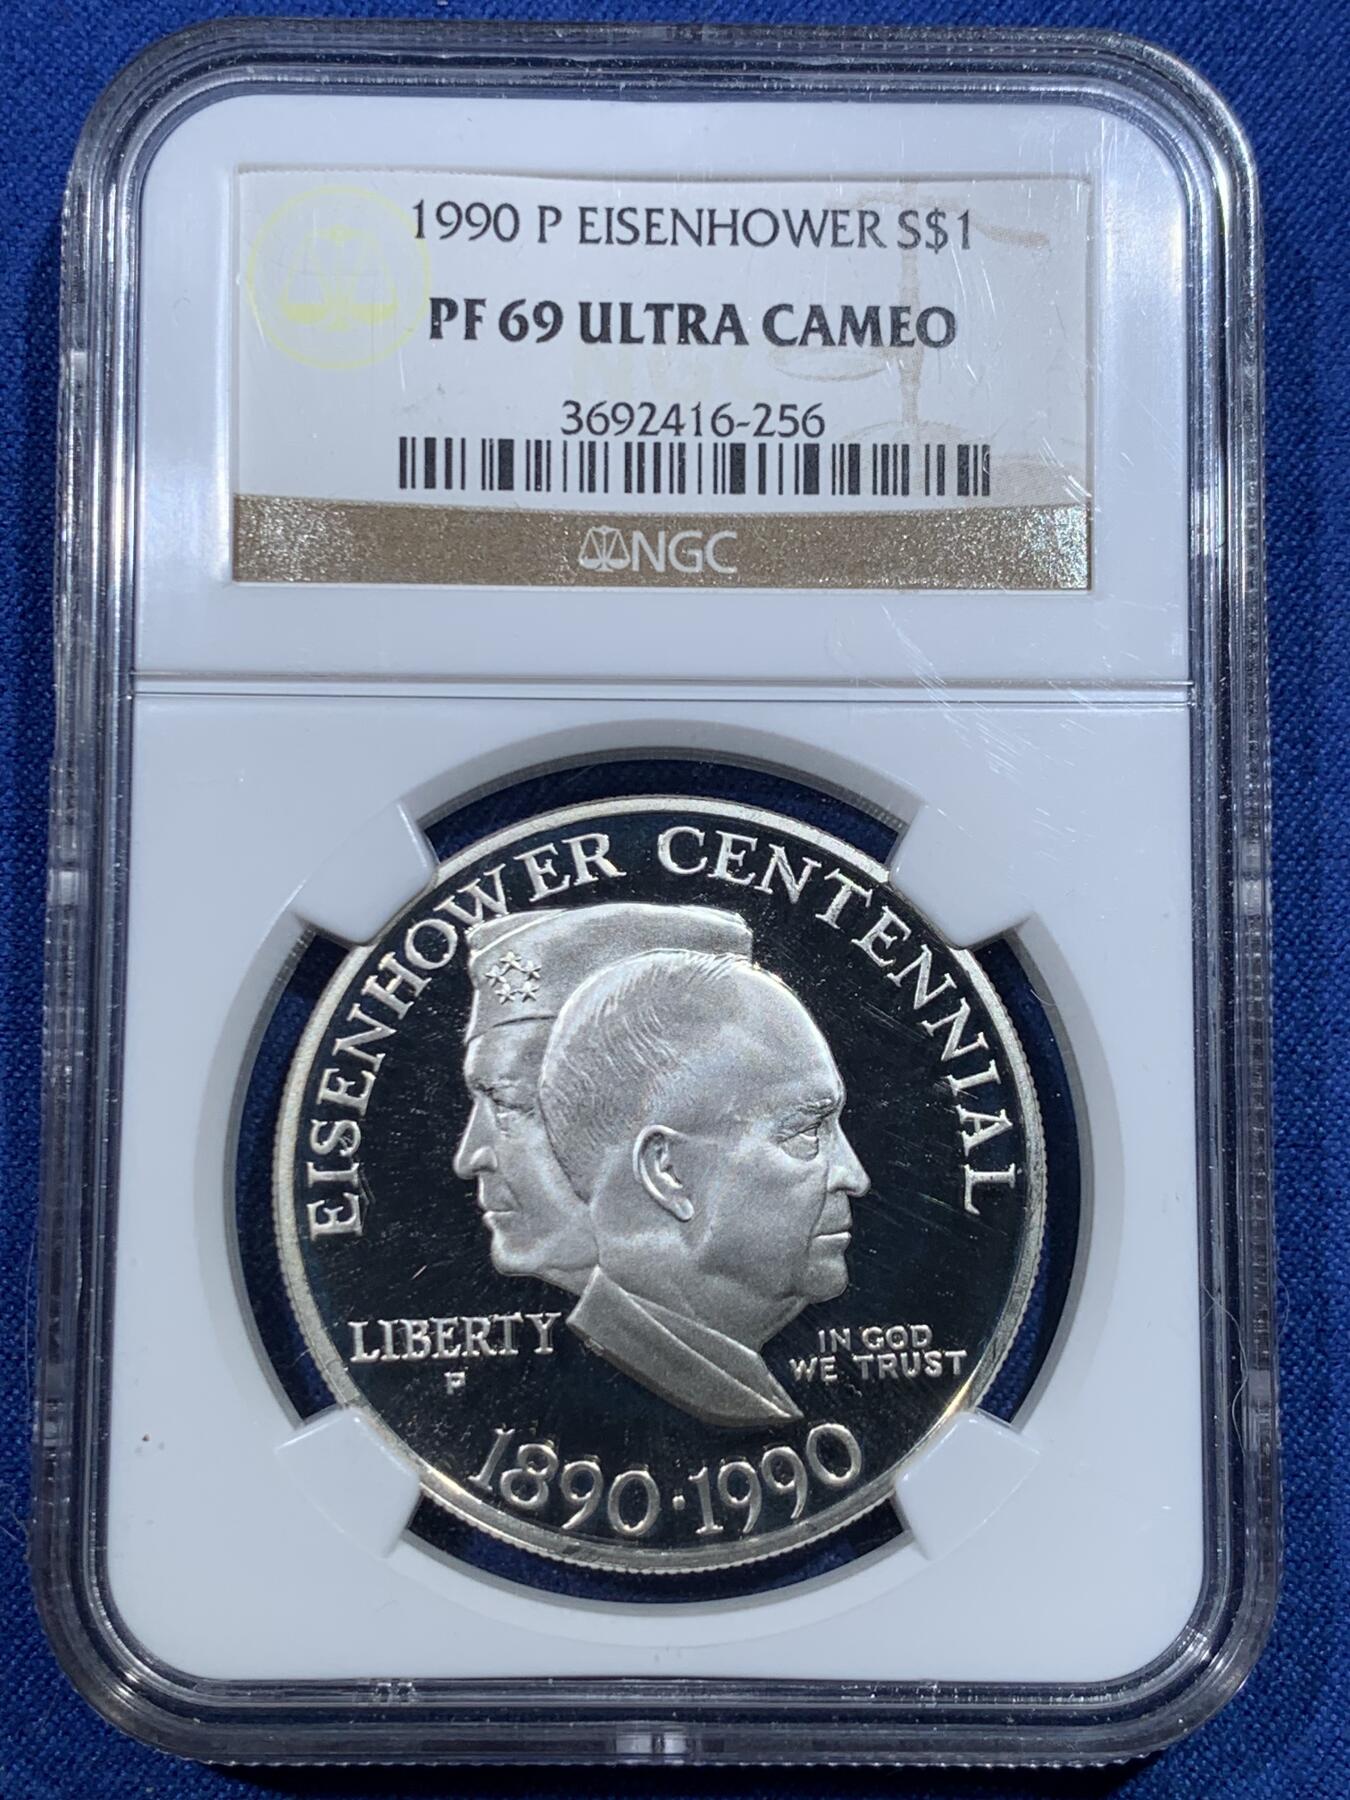 1990 P EISENHOWER S$1
PF 69 ULTRA CAMEO
3692416-256
NGC
EISENHOWER CENTENNIAL
LIBERTY
P
IN GOD
WE TRUST
1890·1990